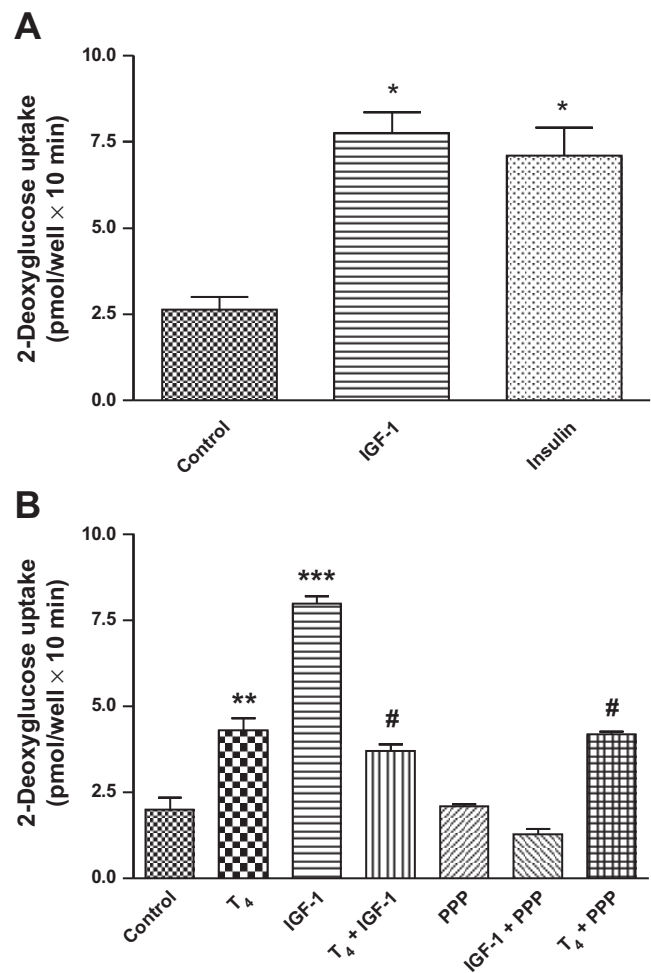 A
2-Deoxyglucose uptake
(pmol/well × 10 min)
10.0
7.5
5.0
2.5
0.0
*
*
Control
IGF-1
Insulin
B
2-Deoxyglucose uptake
(pmol/well × 10 min)
10.0
7.5
5.0
2.5
0.0
**
***
#
#
Control
T₄
IGF-1
T₄ + IGF-1
PPP
IGF-1 + PPP
T₄ + PPP